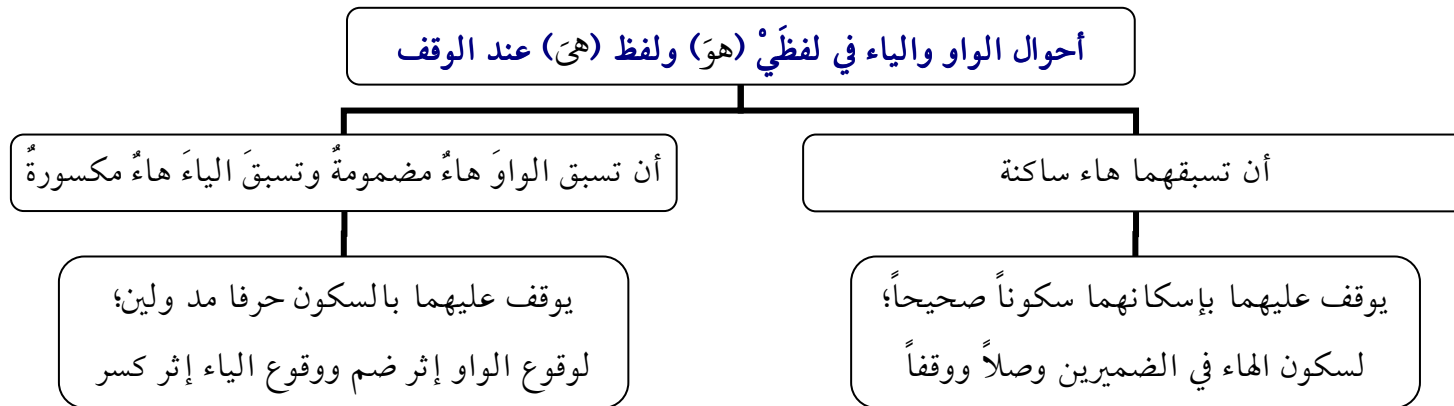 أحوال الواو والياء في لفظَيْ (هوَ) ولفظ (هىَ) عند الوقف
أن تسبقهما هاء ساكنة
أن تسبق الواوَ هاءٌ مضمومةٌ وتسبقَ الياءَ هاءٌ مكسورةٌ
يوقف عليهما بإسكانهما سكوناً صحيحاً؛
لسكون الهاء في الضميرين وصلاً ووقفاً
يوقف عليهما بالسكون حرفا مد ولين؛
لوقوع الواو إثر ضم ووقوع الياء إثر كسر